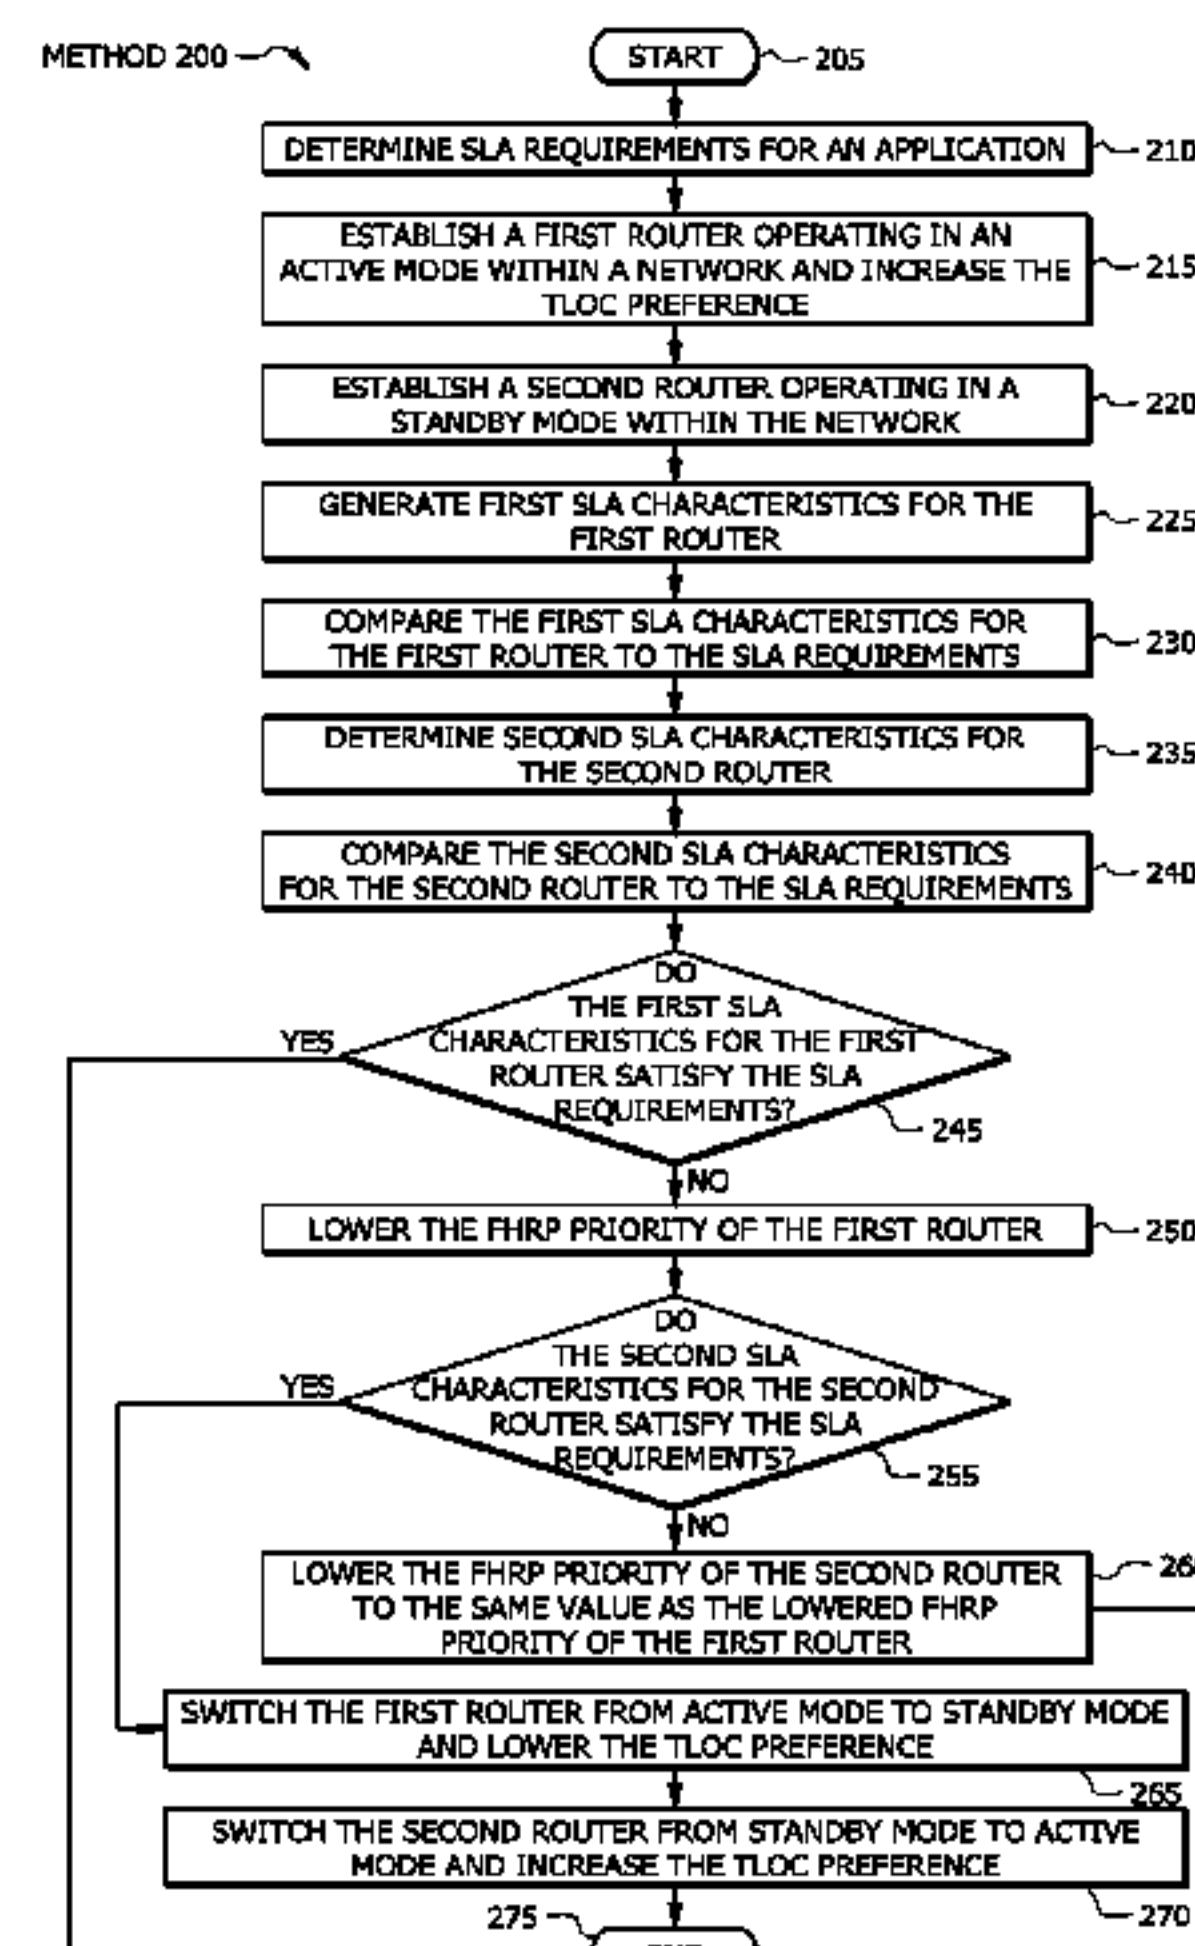 METHOD 200
START
205
DETERMINE SLA REQUIREMENTS FOR AN APPLICATION
210
ESTABLISH A FIRST ROUTER OPERATING IN AN
ACTIVE MODE WITHIN A NETWORK AND INCREASE THE
TLOC PREFERENCE
215
ESTABLISH A SECOND ROUTER OPERATING IN A
STANDBY MODE WITHIN THE NETWORK
220
GENERATE FIRST SLA CHARACTERISTICS FOR THE
FIRST ROUTER
225
COMPARE THE FIRST SLA CHARACTERISTICS FOR
THE FIRST ROUTER TO THE SLA REQUIREMENTS
230
DETERMINE SECOND SLA CHARACTERISTICS FOR
THE SECOND ROUTER
235
COMPARE THE SECOND SLA CHARACTERISTICS
FOR THE SECOND ROUTER TO THE SLA REQUIREMENTS
240
DO
THE FIRST SLA
CHARACTERISTICS FOR THE FIRST
ROUTER SATISFY THE SLA
REQUIREMENTS?
YES
245
NO
LOWER THE FHRP PRIORITY OF THE FIRST ROUTER
250
DO
THE SECOND SLA
CHARACTERISTICS FOR THE SECOND
ROUTER SATISFY THE SLA
REQUIREMENTS?
YES
255
NO
LOWER THE FHRP PRIORITY OF THE SECOND ROUTER
TO THE SAME VALUE AS THE LOWERED FHRP
PRIORITY OF THE FIRST ROUTER
SWITCH THE FIRST ROUTER FROM ACTIVE MODE TO STANDBY MODE
AND LOWER THE TLOC PREFERENCE
265
SWITCH THE SECOND ROUTER FROM STANDBY MODE TO ACTIVE
MODE AND INCREASE THE TLOC PREFERENCE
270
275